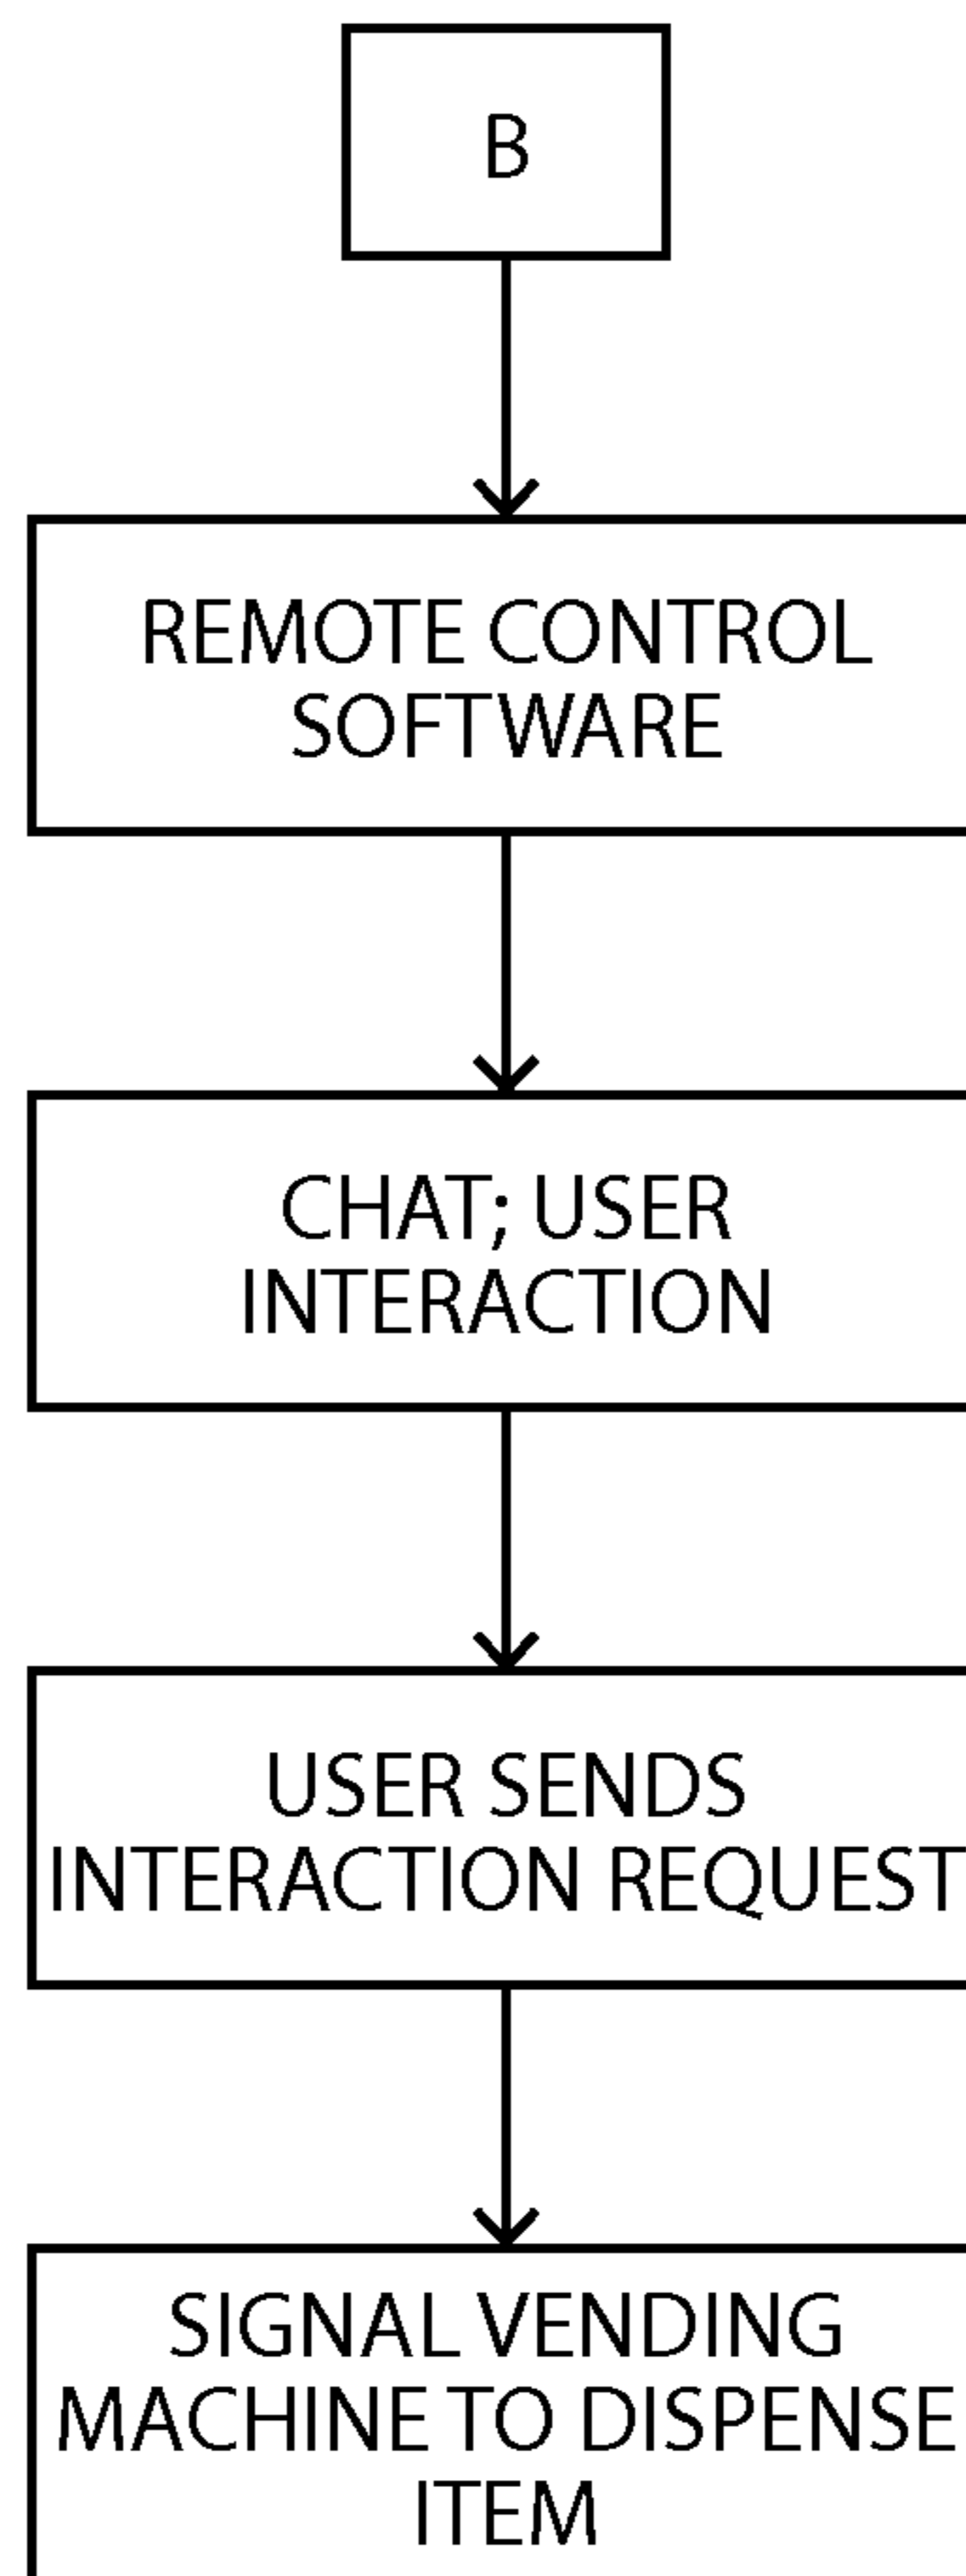 B
REMOTE CONTROL
SOFTWARE
CHAT; USER
INTERACTION
USER SENDS
INTERACTION REQUEST
SIGNAL VENDING
MACHINE TO DISPENSE
ITEM